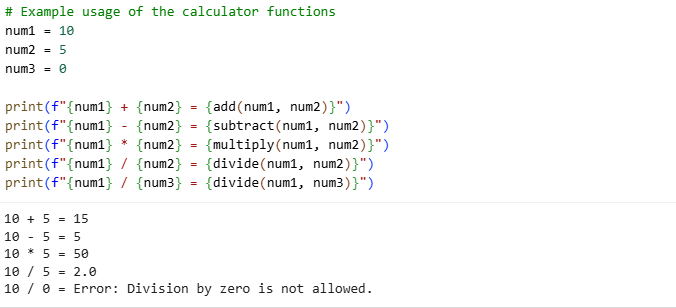 # Example usage of the calculator functions
num1 = 10
num2 = 5
num3 = 0
print(f"{num1} + {num2} = {add(num1, num2)}")
print(f"{num1} - {num2} = {subtract(num1, num2)}")
print(f"{num1} * {num2} = {multiply(num1, num2)}")
print(f"{num1} / {num2} = {divide(num1, num2)}")
print(f"{num1} / {num3} = {divide(num1, num3)}")
10 + 5 = 15
10 - 5 = 5
10 * 5 = 50
10 / 5 = 2.0
10 / 0 = Error: Division by zero is not allowed.